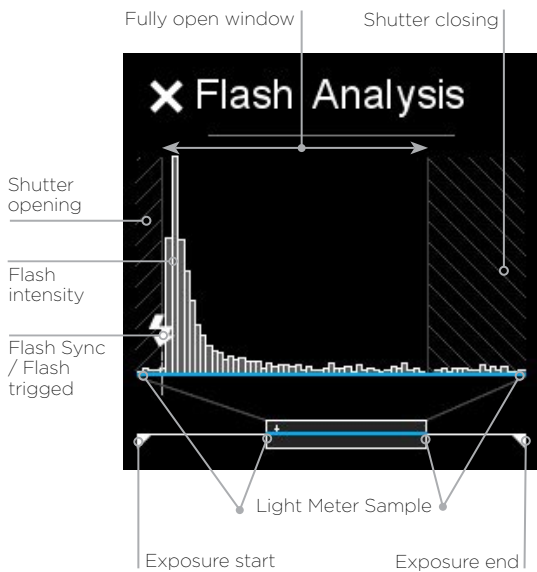 Fully open window
Shutter closing
Flash Analysis
Shutter
opening
Flash
intensity
Flash Sync
/ Flash
trigged
Light Meter Sample
Exposure start
Exposure end